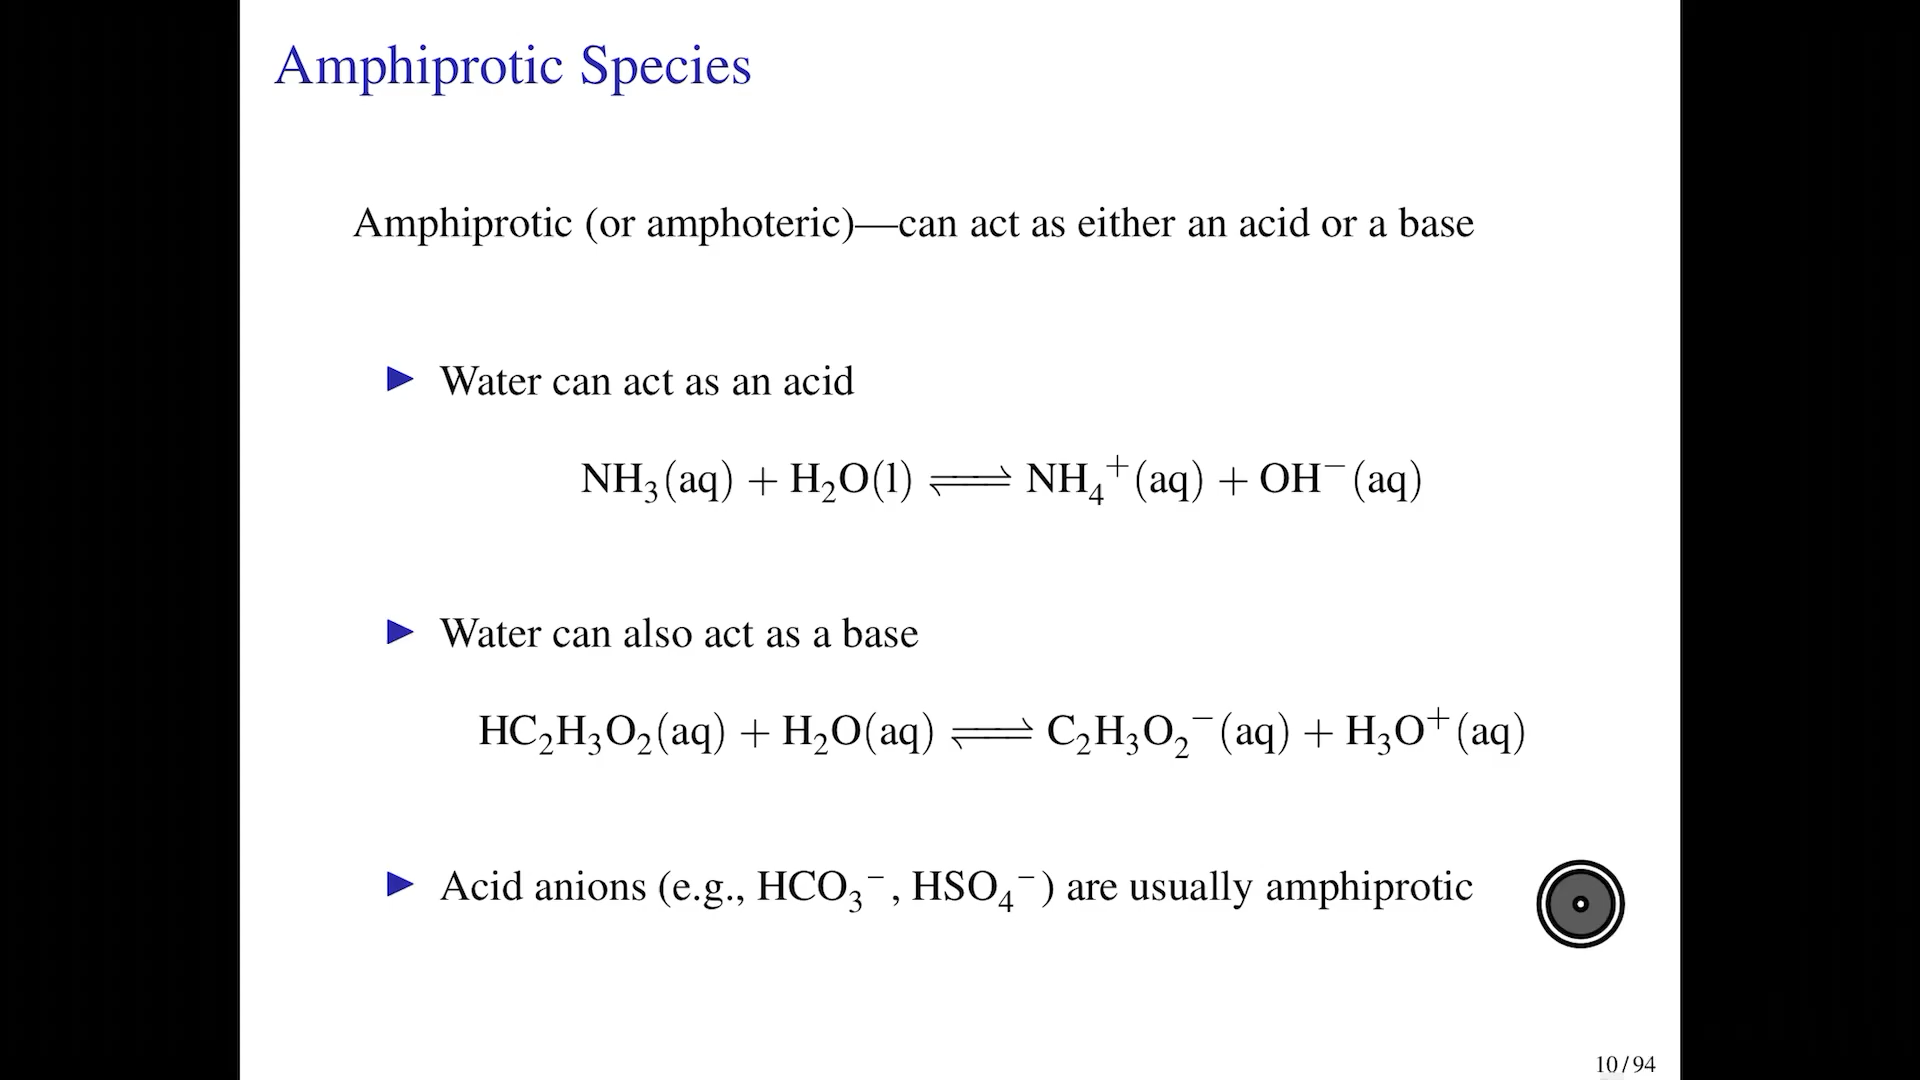 Amphiprotic Species
Amphiprotic (or amphoteric)—can act as either an acid or a base
▶ Water can act as an acid
NH₃(aq) + H₂O(l) ⇌ NH₄⁺(aq) + OH⁻(aq)
▶ Water can also act as a base
HC₂H₃O₂(aq) + H₂O(aq) ⇌ C₂H₃O₂⁻(aq) + H₃O⁺(aq)
▶ Acid anions (e.g., HCO₃⁻, HSO₄⁻) are usually amphiprotic
10 / 94